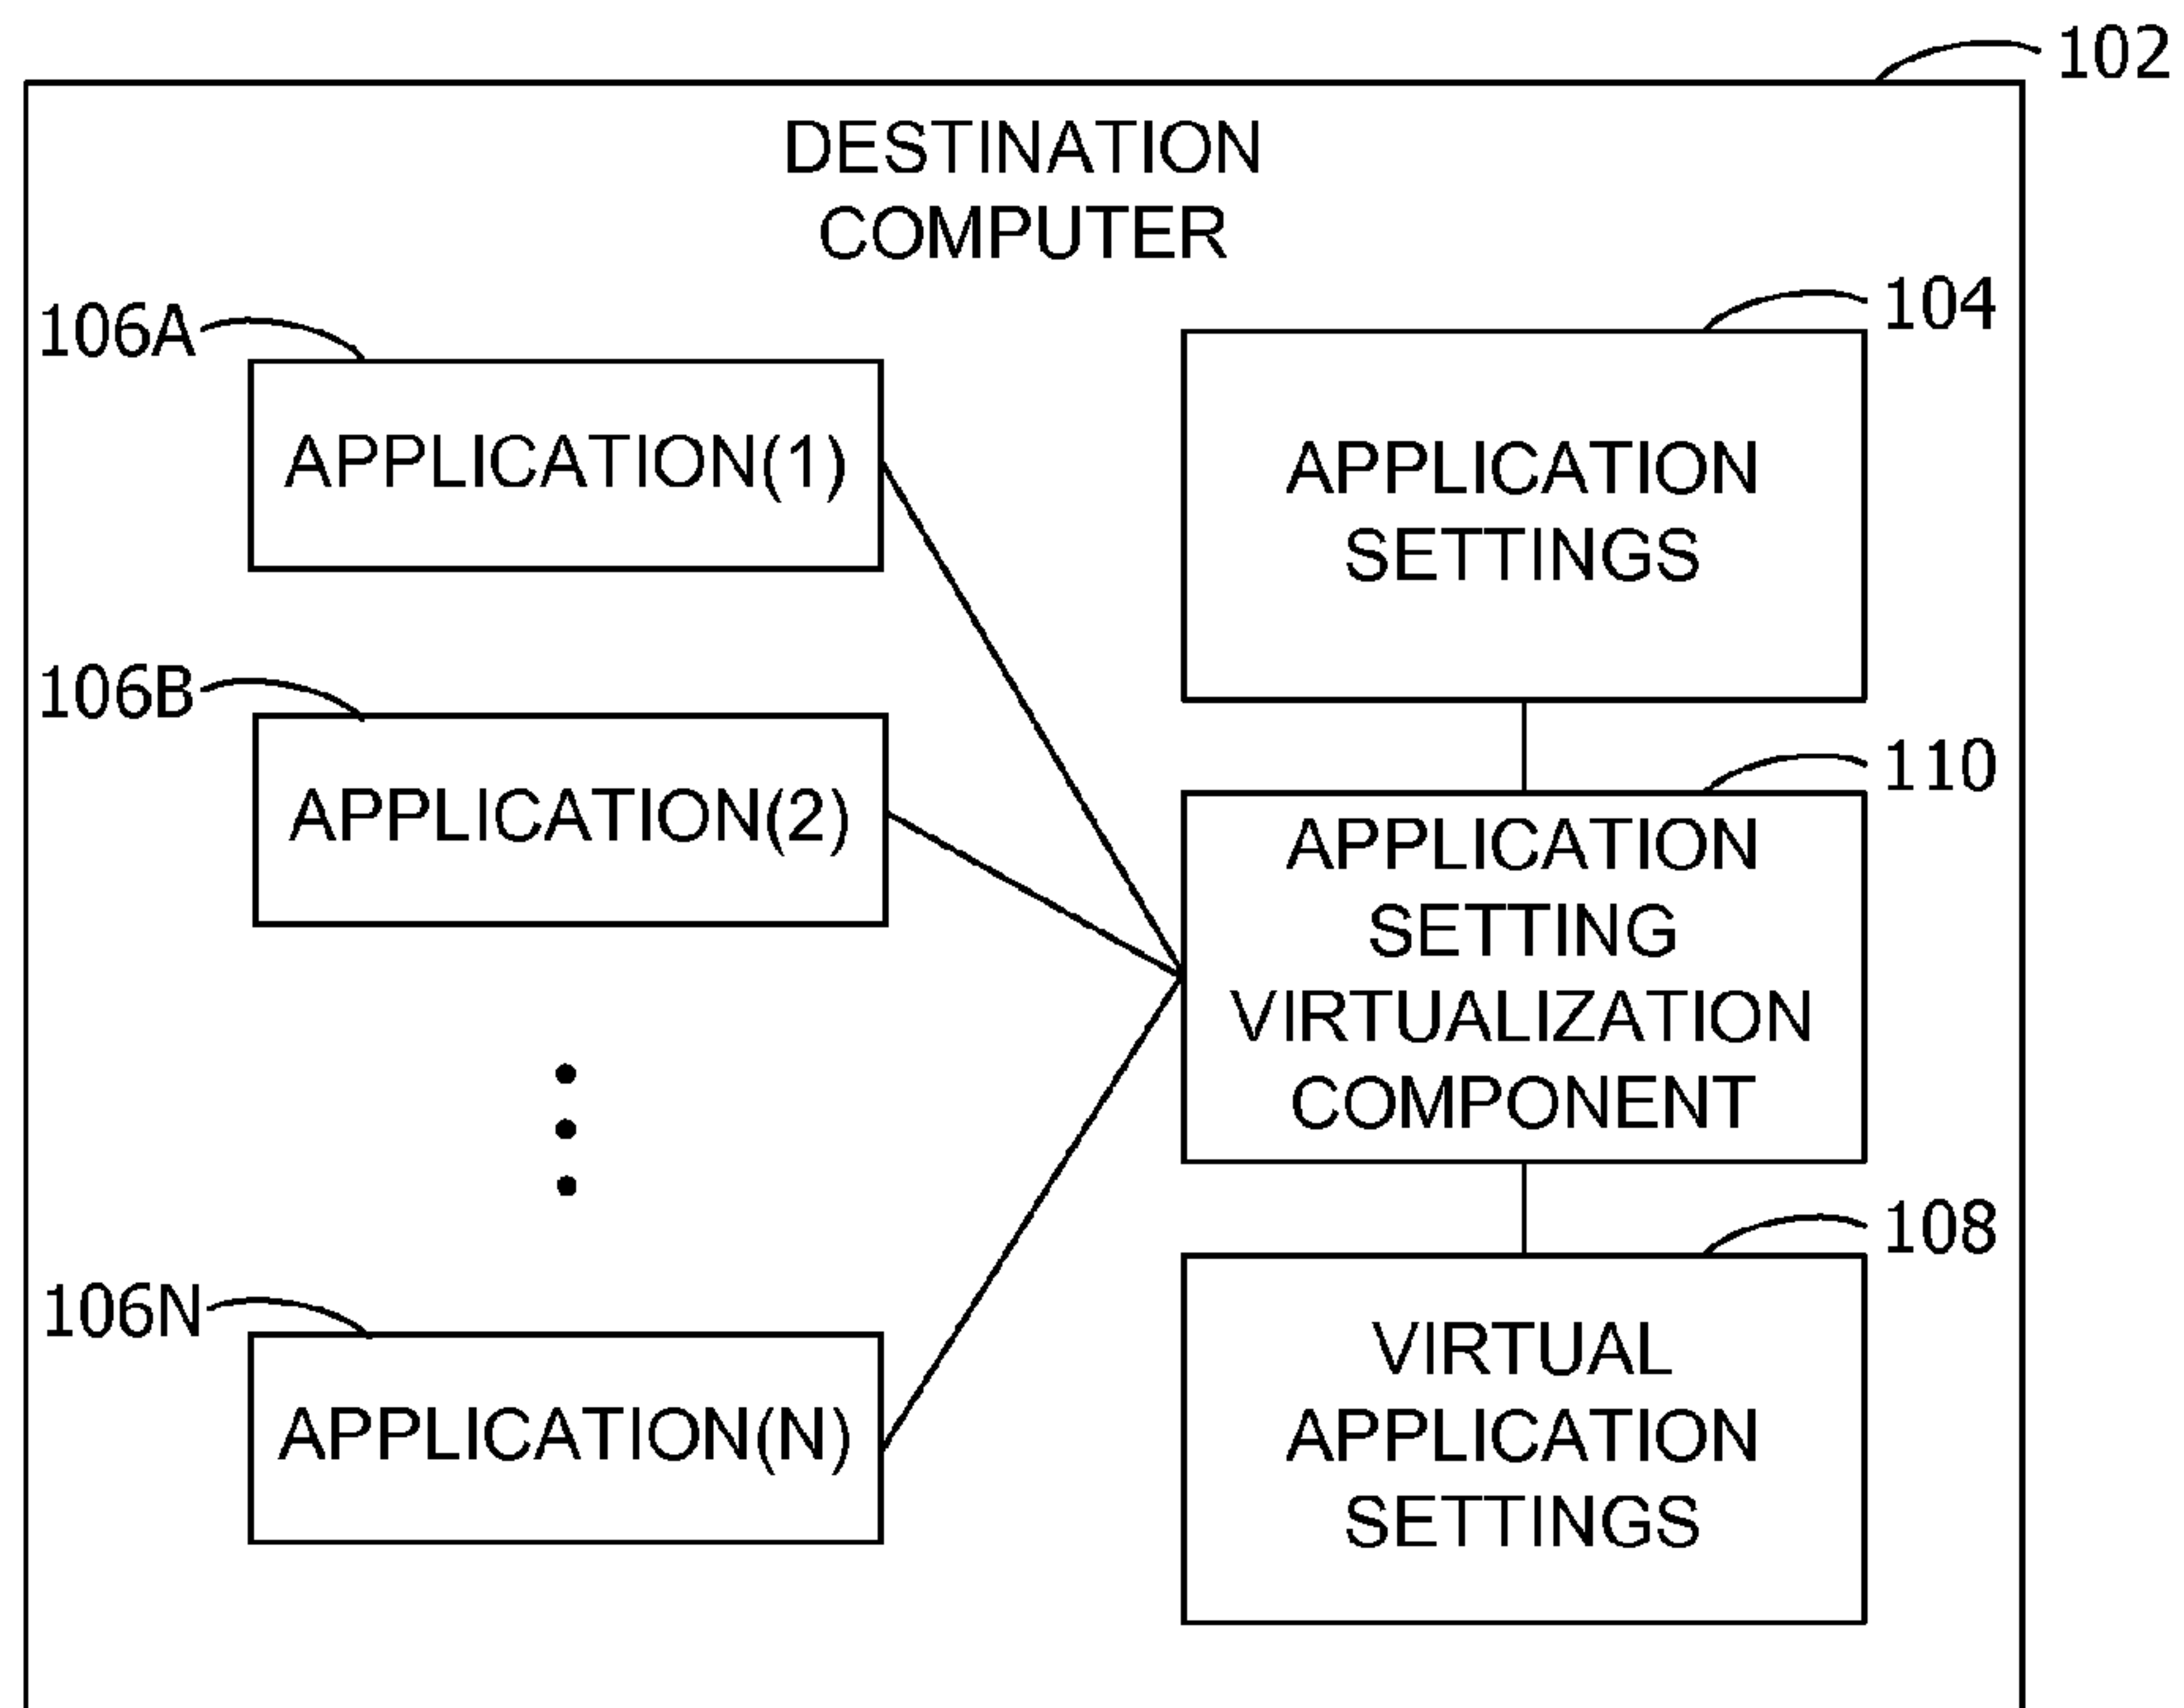 102
DESTINATION
COMPUTER
106A
APPLICATION(1)
104
APPLICATION
SETTINGS
106B
APPLICATION(2)
110
APPLICATION
SETTING
VIRTUALIZATION
COMPONENT
106N
APPLICATION(N)
108
VIRTUAL
APPLICATION
SETTINGS